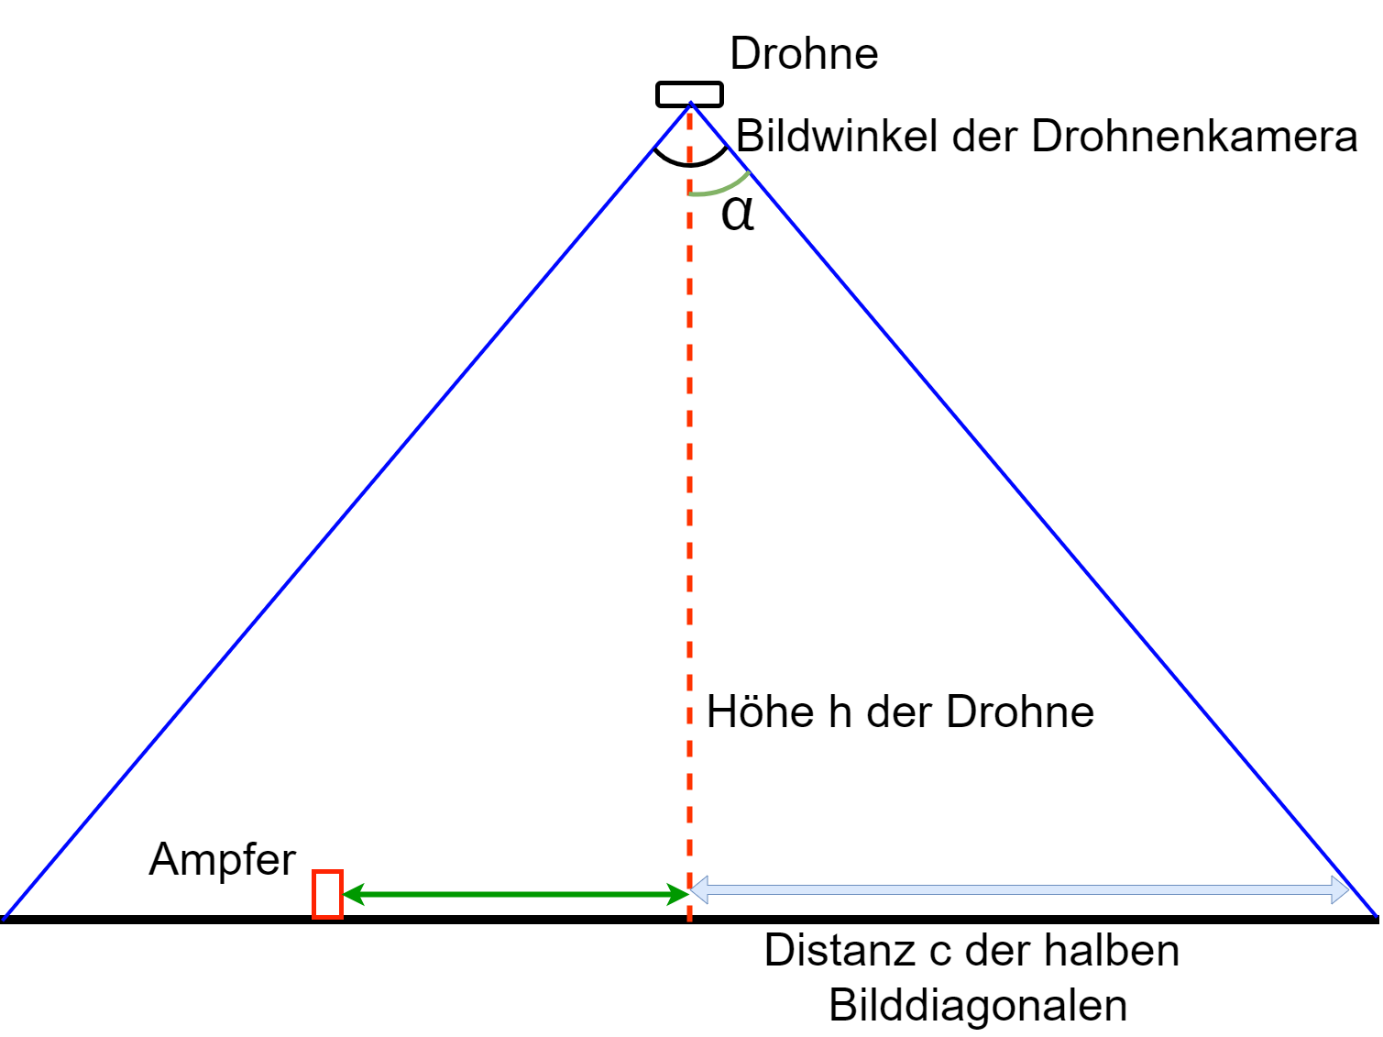 Drohne
Bildwinkel der Drohnenkamera
α
Höhe h der Drohne
Ampfer
Distanz c der halben
Bilddiagonalen